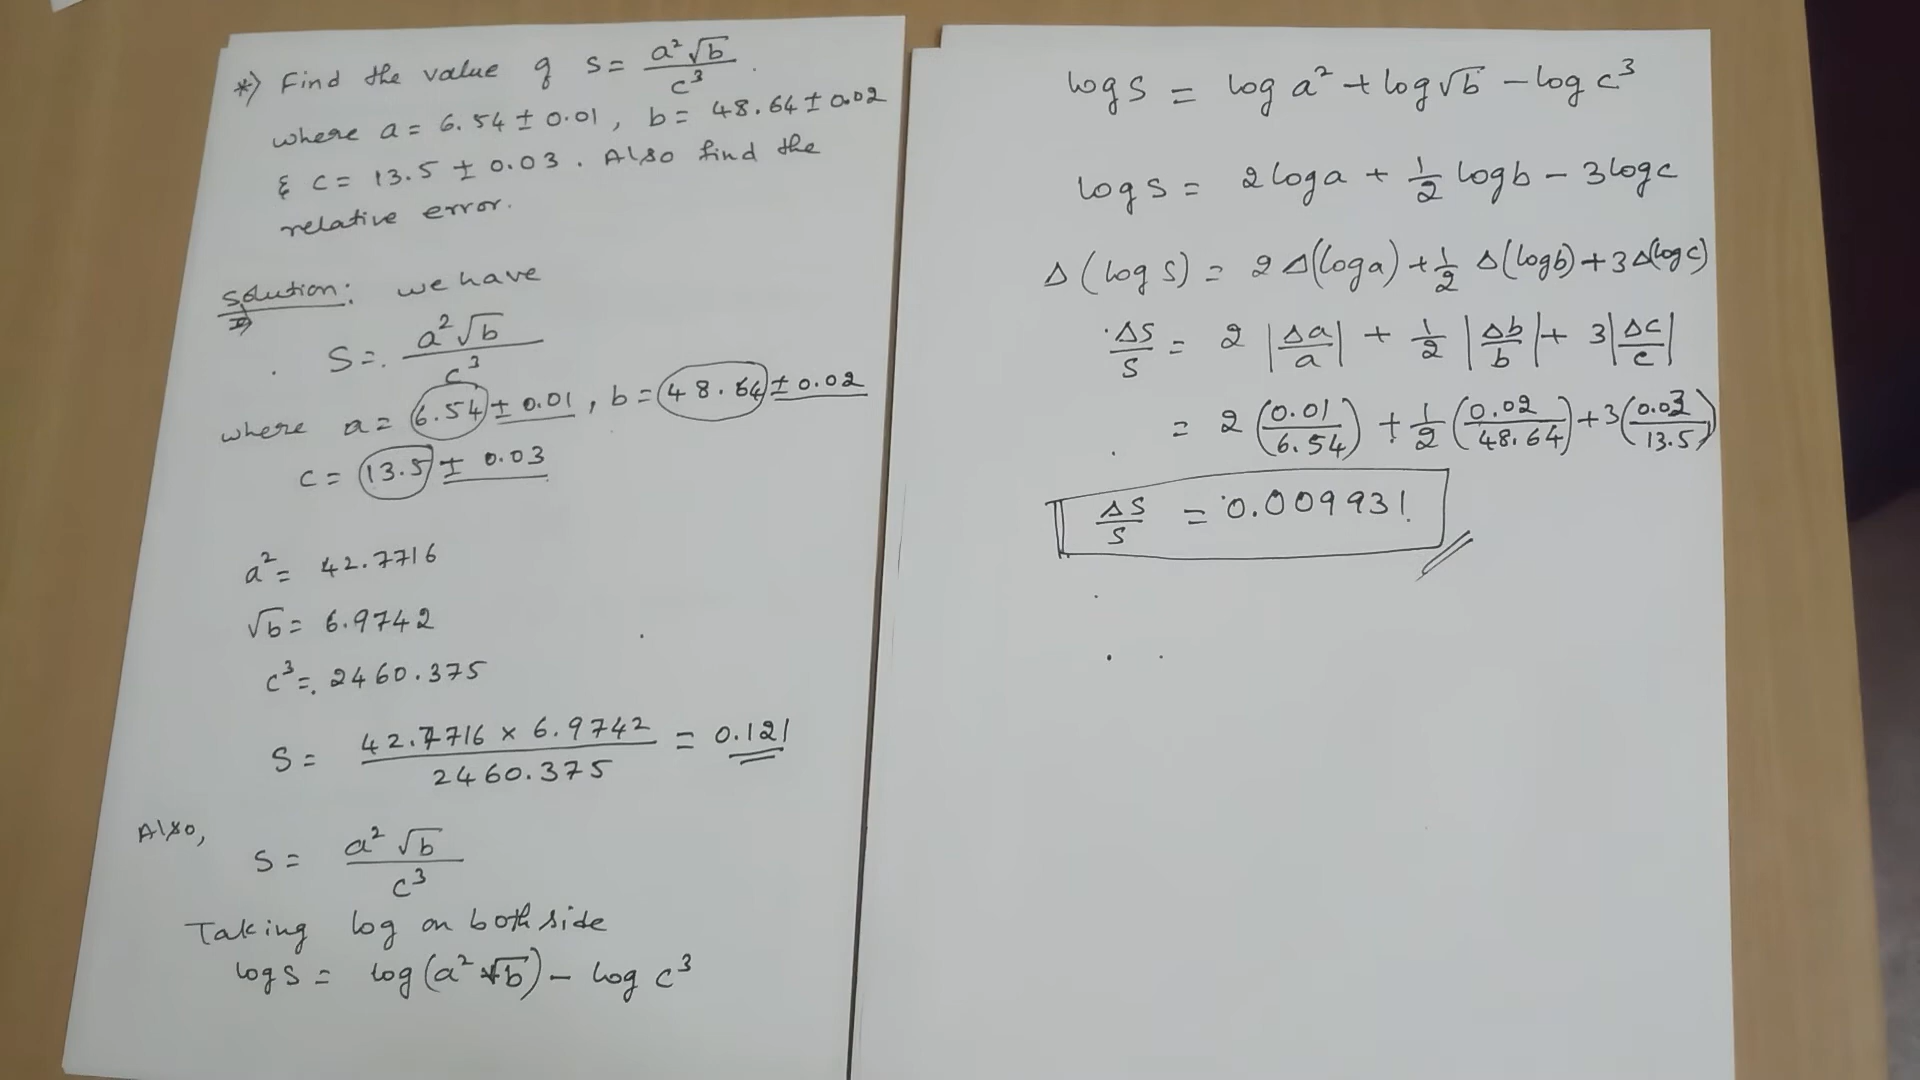 *) Find the value of S = a²√b / c³.
where a = 6.54 ± 0.01, b = 48.64 ± 0.02
& c = 13.5 ± 0.03. Also find the
relative error.
Solution: we have
S = a²√b / c³
where a = 6.54 ± 0.01, b = 48.64 ± 0.02
c = 13.5 ± 0.03
a² = 42.7716
√b = 6.9742
c³ = 2460.375
S = 42.7716 × 6.9742 / 2460.375 = 0.121
Also,
S = a²√b / c³
Taking log on both side
log S = log(a² √b) − log c³
log S = log a² + log √b − log c³
log S = 2 log a + 1/2 log b − 3 log c
Δ(log S) = 2 Δ(log a) + 1/2 Δ(log b) + 3 Δ(log c)
ΔS/S = 2 |Δa/a| + 1/2 |Δb/b| + 3 |Δc/c|
= 2 (0.01/6.54) + 1/2 (0.02/48.64) + 3 (0.03/13.5)
ΔS/S = 0.009931